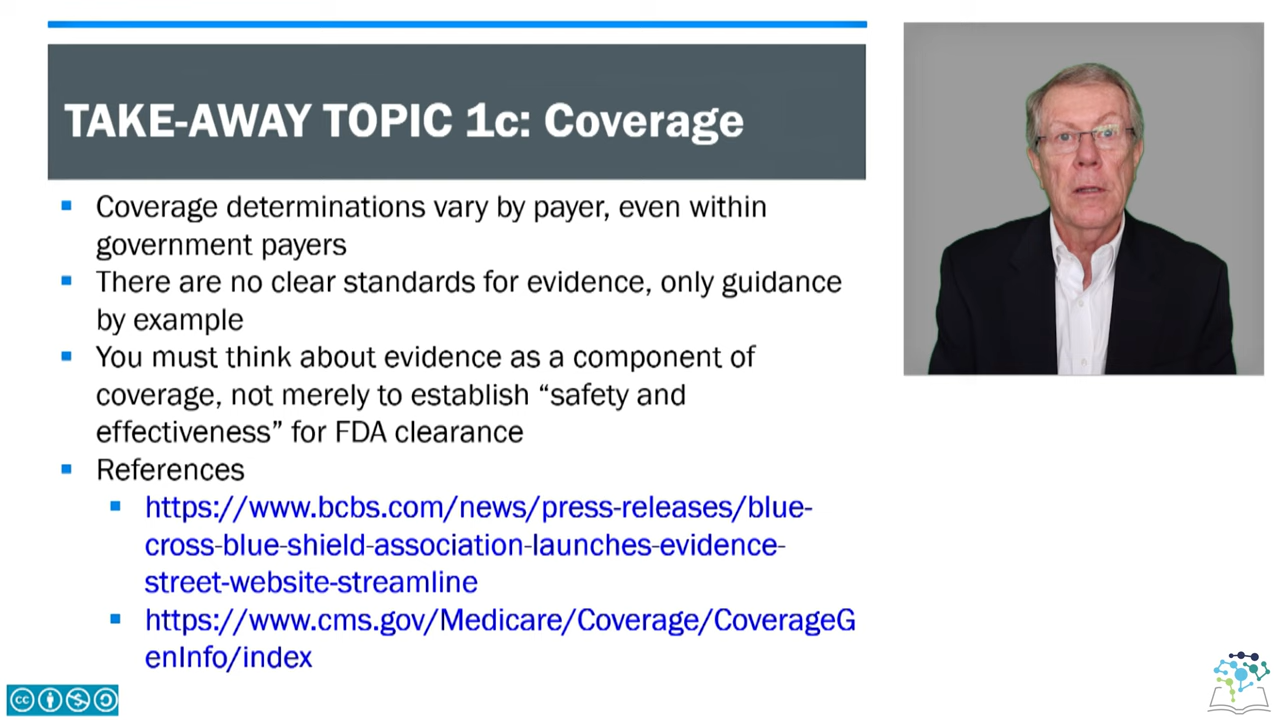 TAKE-AWAY TOPIC 1c: Coverage
Coverage determinations vary by payer, even within
government payers
There are no clear standards for evidence, only guidance
by example
You must think about evidence as a component of
coverage, not merely to establish “safety and
effectiveness” for FDA clearance
References
https://www.bcbs.com/news/press-releases/blue-
cross-blue-shield-association-launches-evidence-
street-website-streamline
https://www.cms.gov/Medicare/Coverage/CoverageG
enInfo/index
cc